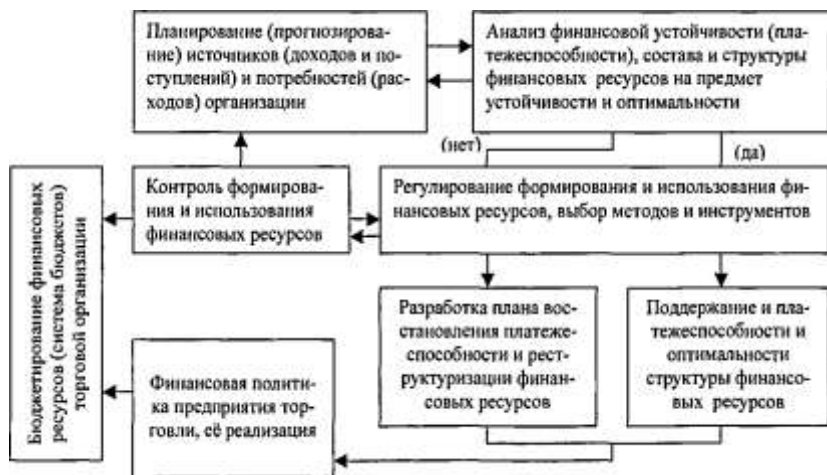 Планирование (прогнозирова-
ние) источников (доходов и по-
ступлений) и потребностей (рас-
ходов) организации
Анализ финансовой устойчивости (пла-
тежеспособности), состава и структуры
финансовых ресурсов на предмет
устойчивости и оптимальности
(нет)
(да)
Контроль формирова-
ния и использования
финансовых ресурсов
Регулирование формирования и использования фи-
нансовых ресурсов, выбор методов и инструментов
Бюджетирование финансовых
ресурсов (система бюджетов)
торговой организации
Разработка плана вос-
становления платеже-
способности и рест-
руктуризации финан-
совых ресурсов
Поддержание и пла-
тежеспособности и
оптимальности
структуры финансо-
вых ресурсов
Финансовая полити-
ка предприятия тор-
говли, её реализация